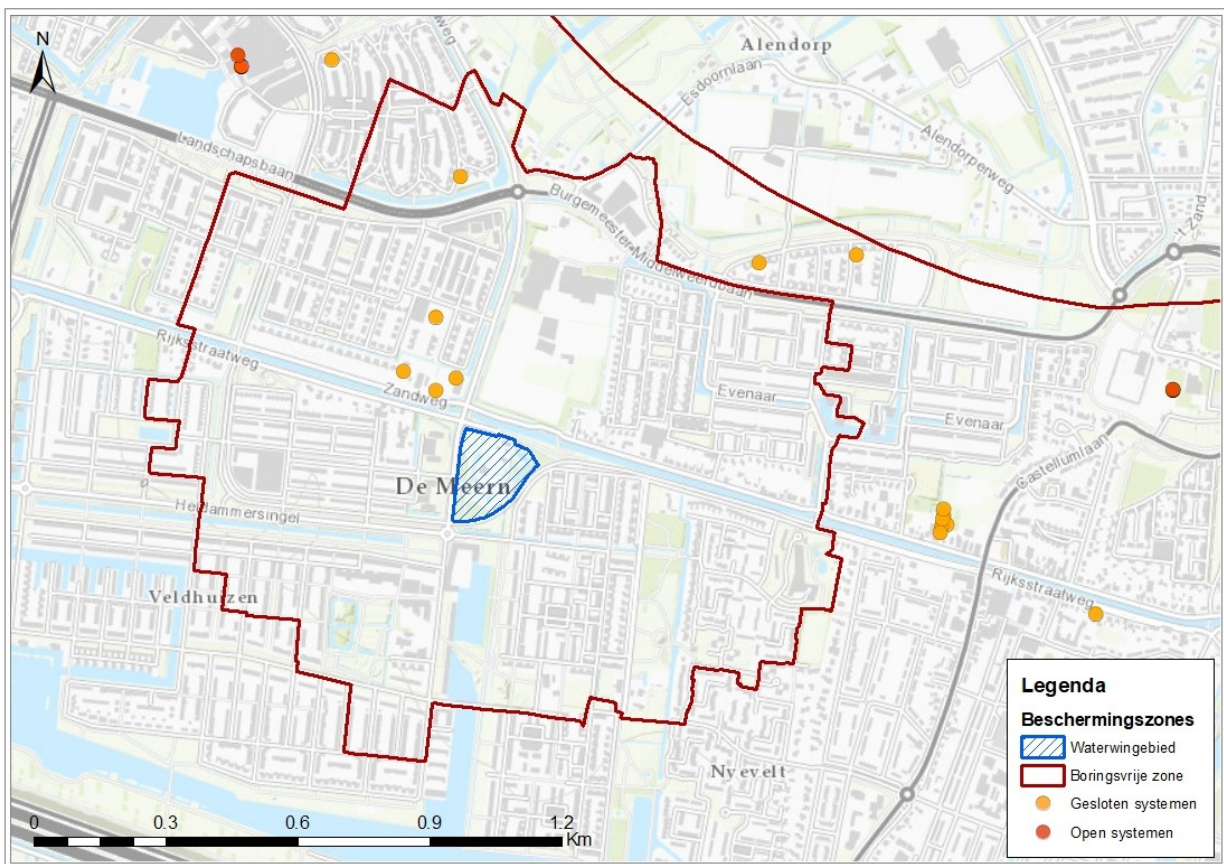 N
Alendorp
Esdoornlaan
Alendorperweg
't Zand
Landschapsbaan
Burgemeester Middelweerdbaan
Rijksstraatweg
Zandweg
Evenaar
Evenaar
Castellumlaan
De Meern
Heldammersingel
Veldhuizen
Rijksstraatweg
Nyevelt
Legenda
Beschermingszones
Waterwingebied
Boringsvrije zone
Gesloten systemen
Open systemen
0 0.3 0.6 0.9 1.2
Km